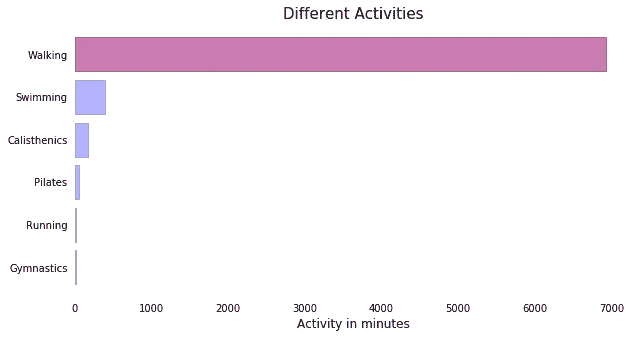 Different Activities
Walking
Swimming
Calisthenics
Pilates
Running
Gymnastics
0 1000 2000 3000 4000 5000 6000 7000
Activity in minutes